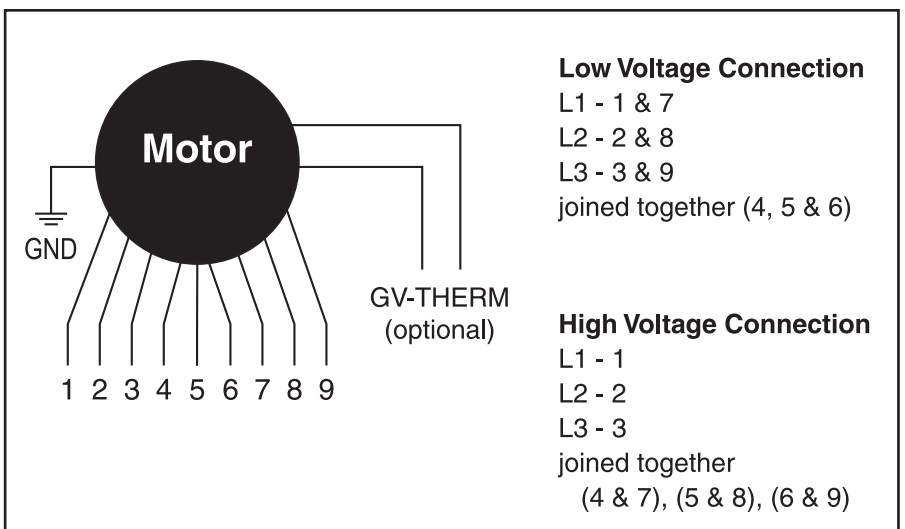 Motor
GND
GV-THERM
(optional)
1 2 3 4 5 6 7 8 9
Low Voltage Connection
L1 - 1 & 7
L2 - 2 & 8
L3 - 3 & 9
joined together (4, 5 & 6)
High Voltage Connection
L1 - 1
L2 - 2
L3 - 3
joined together
(4 & 7), (5 & 8), (6 & 9)